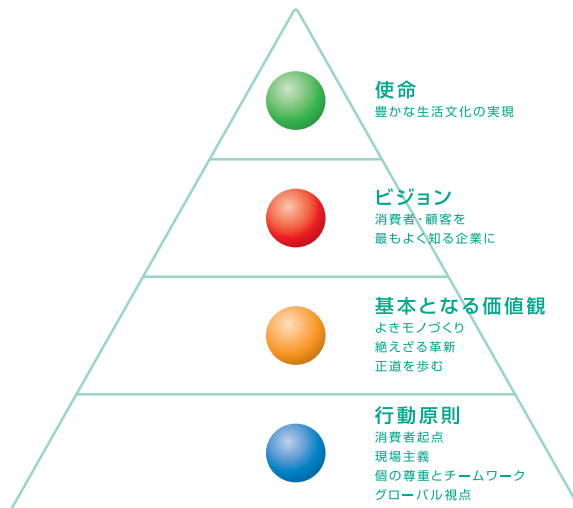 使命
豊かな生活文化の実現
ビジョン
消費者・顧客を
最もよく知る企業に
基本となる価値観
よきモノづくり
絶えざる革新
正道を歩む
行動原則
消費者起点
現場主義
個の尊重とチームワーク
グローバル視点